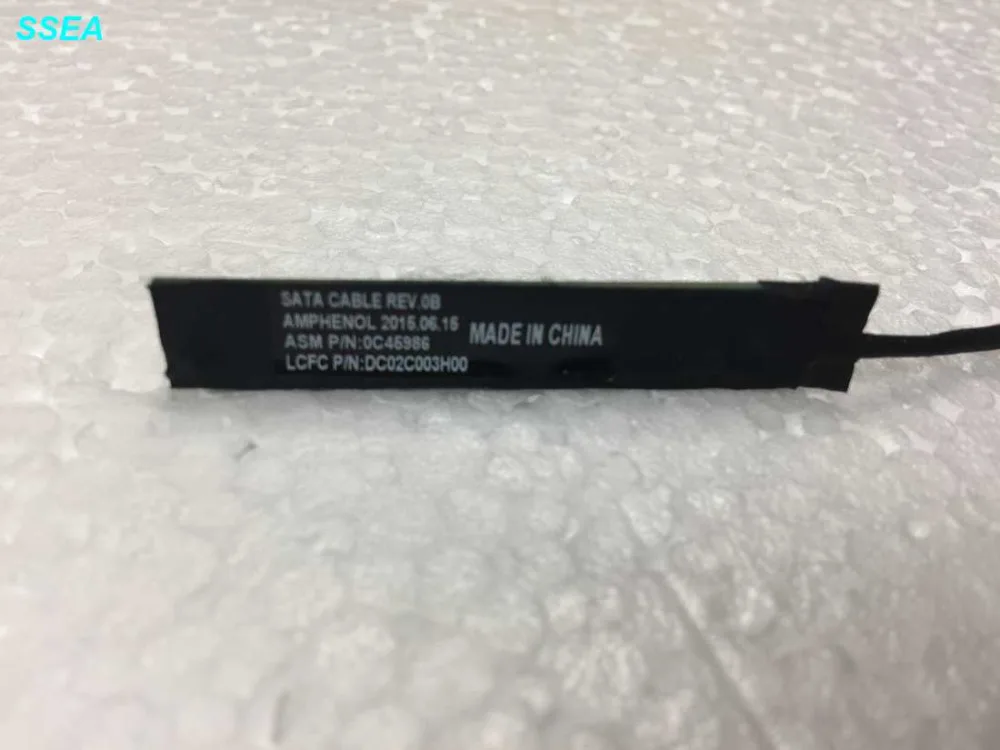 SSEA
SATA CABLE REV.0B
AMPHENOL 2015.06.15
MADE IN CHINA
ASM P/N:0C45986
LCFC P/N:DC02C003H00